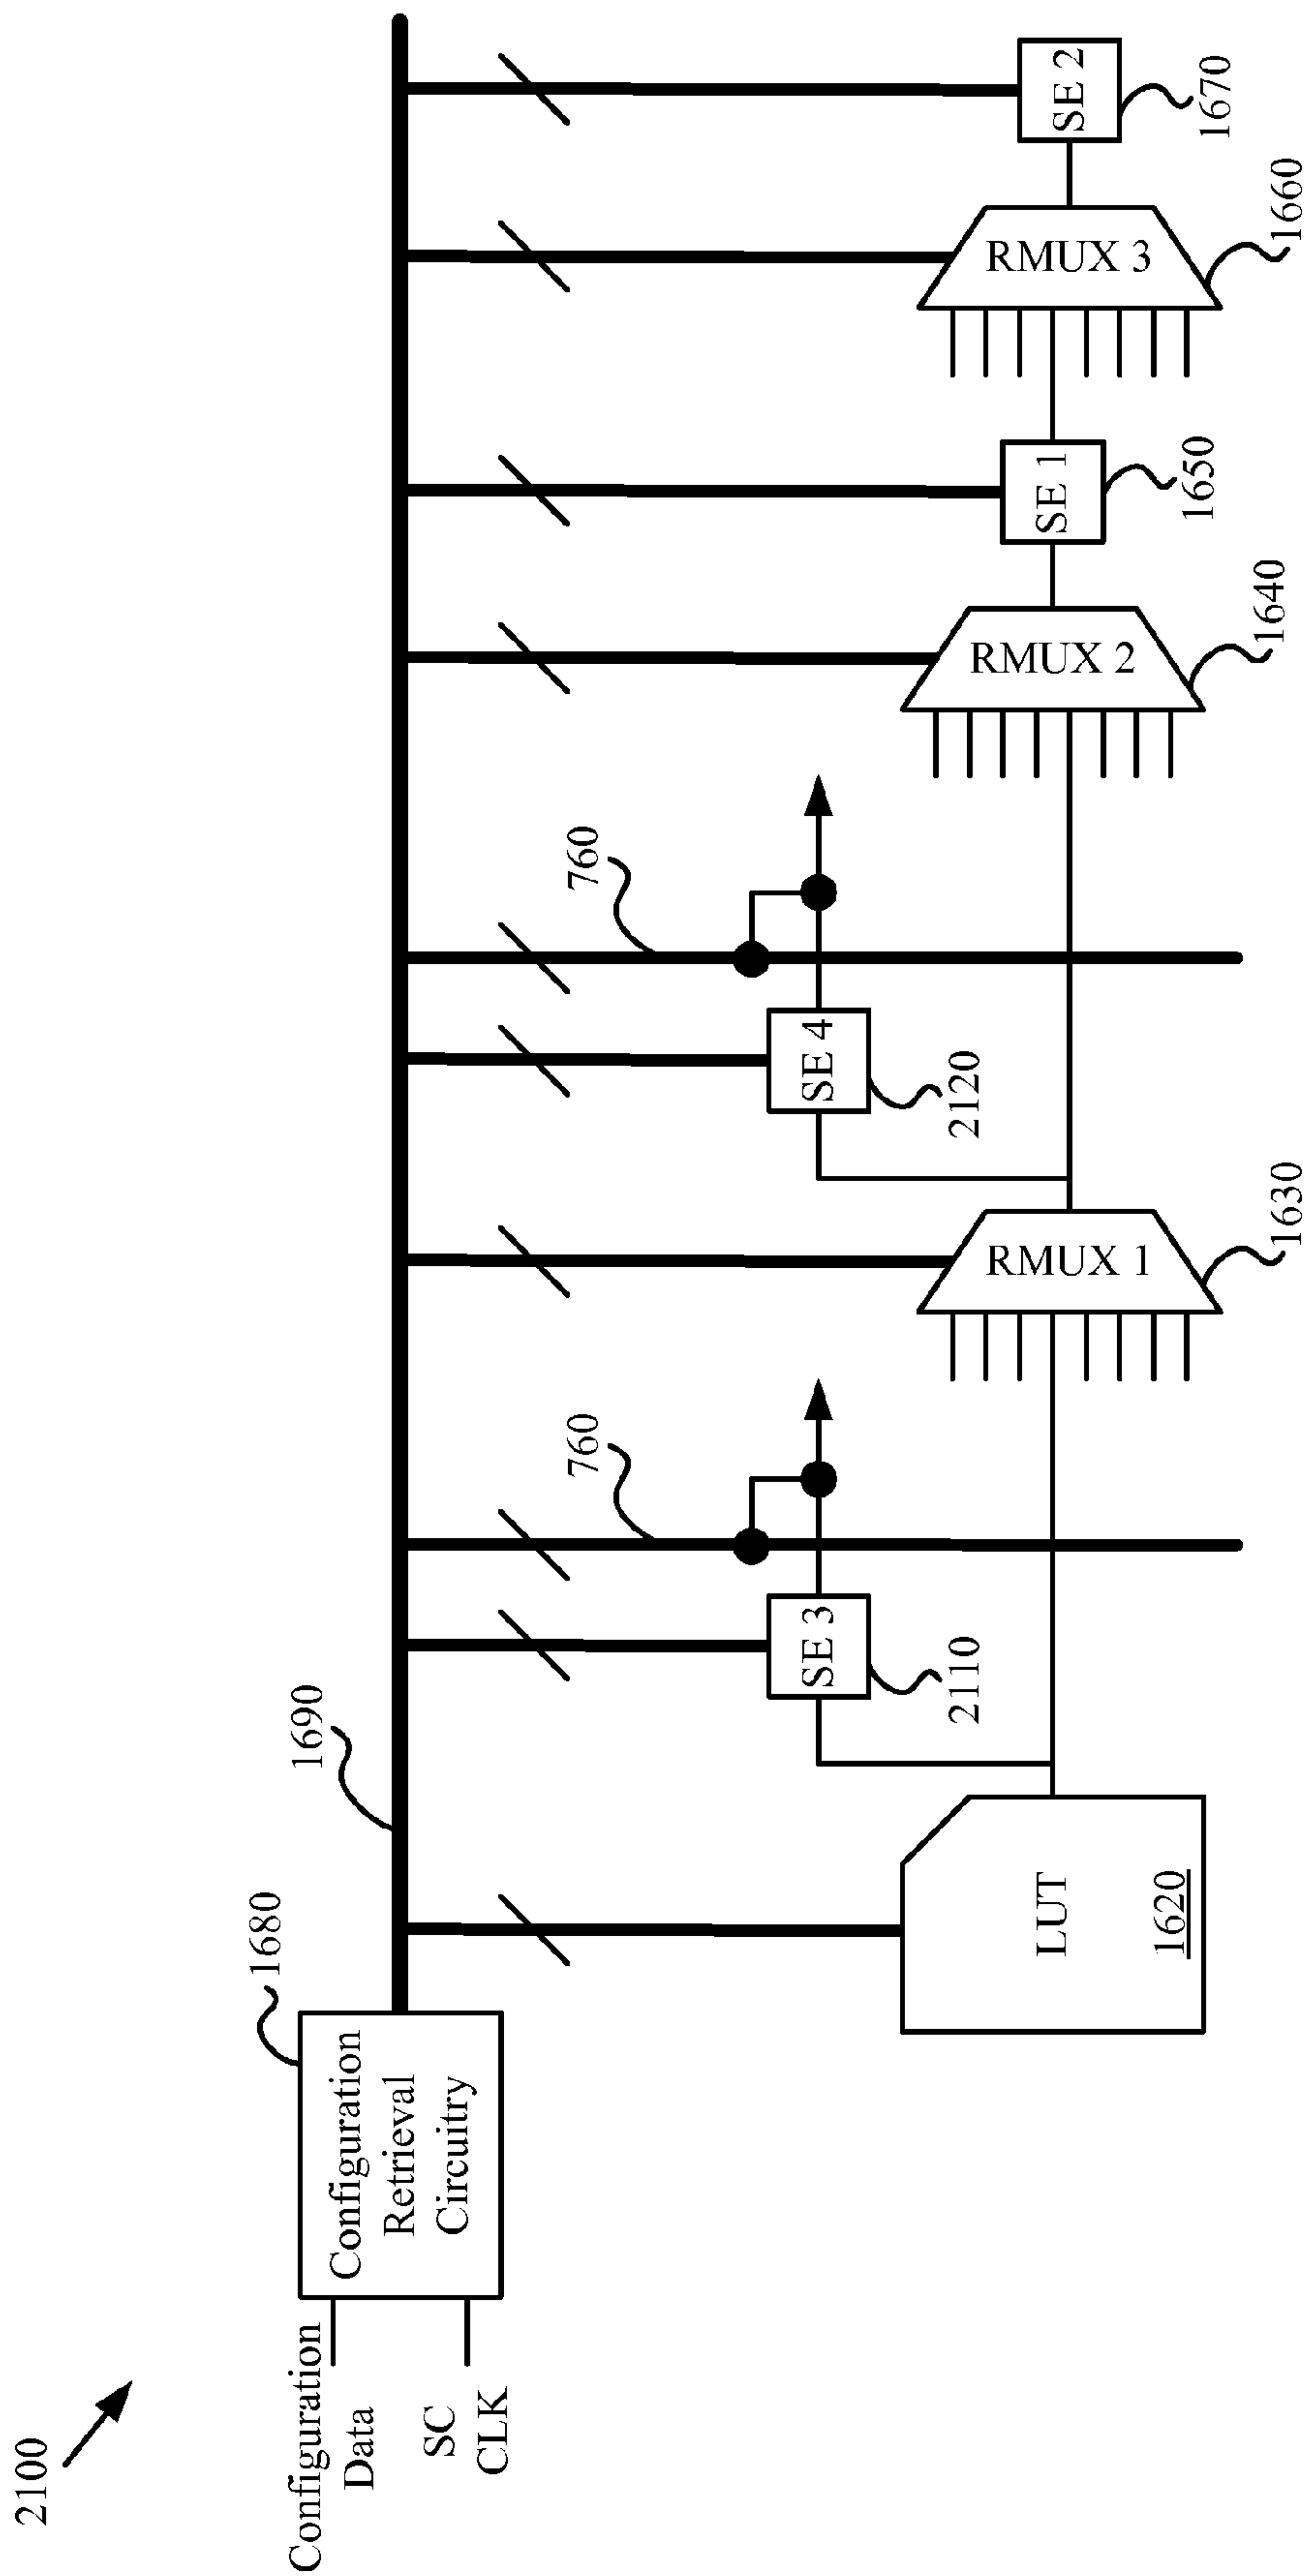 2100
Configuration
Data
SC
CLK
Configuration
Retrieval
Circuitry
1680
1690
LUT
1620
SE 3
2110
760
RMUX 1
1630
SE 4
2120
760
RMUX 2
1640
SE 1
1650
RMUX 3
1660
SE 2
1670